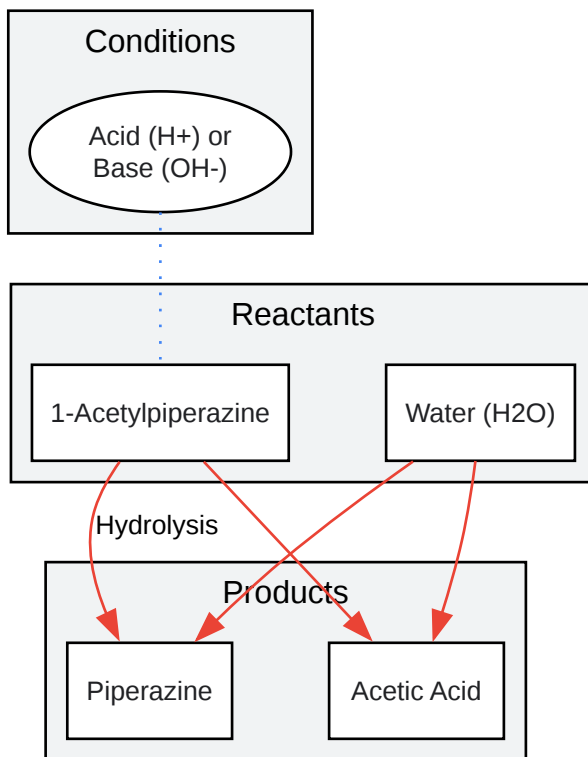 Conditions
Acid (H+) or
Base (OH-)
Reactants
1-Acetylpiperazine
Water (H2O)
Hydrolysis
Products
Piperazine
Acetic Acid